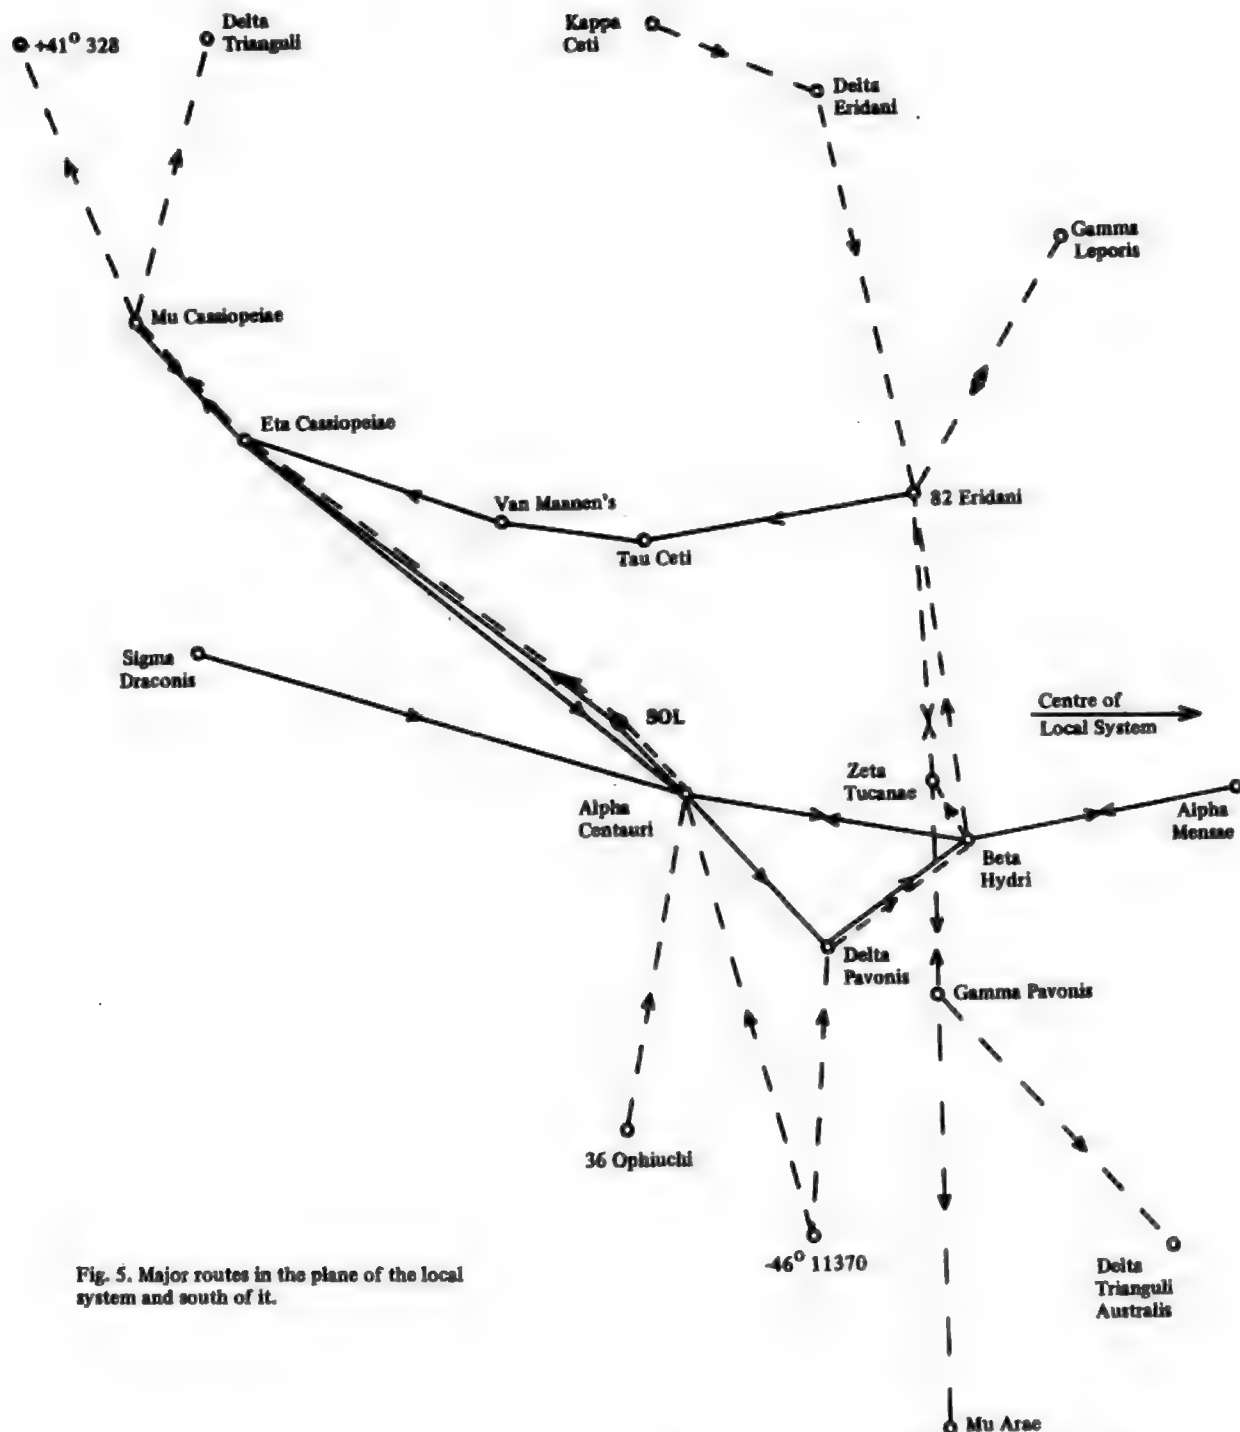 +41° 328
Delta
Trianguli
Kappa
Ceti
Delta
Eridani
Gamma
Leporis
Mu Cassiopeiae
Eta Cassiopeiae
Van Maanen's
82 Eridani
Tau Ceti
Sigma
Draconis
SOL
Centre of
Local System
Zeta
Tucanae
Alpha
Centauri
Alpha
Mensae
Beta
Hydri
Delta
Pavonis
Gamma Pavonis
36 Ophiuchi
-46° 11370
Delta
Trianguli
Australis
Fig. 5. Major routes in the plane of the local
system and south of it.
Mu Arae